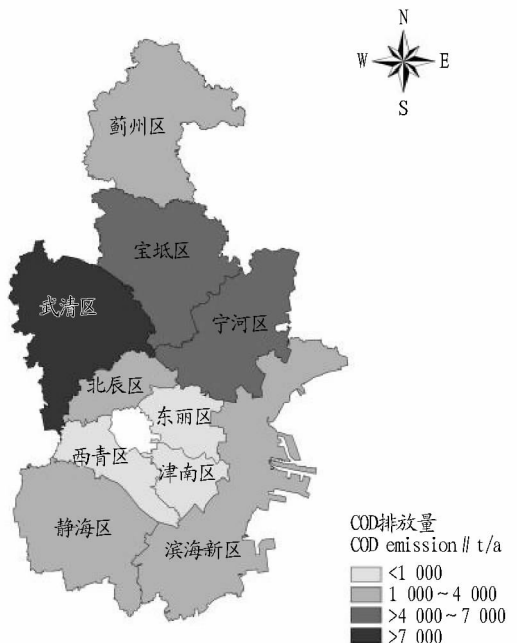 N
W E
S
蓟州区
宝坻区
武清区
宁河区
北辰区
东丽区
西青区
津南区
静海区
滨海新区
COD排放量
COD emission∥t/a
<1 000
1 000~4 000
>4 000~7 000
>7 000